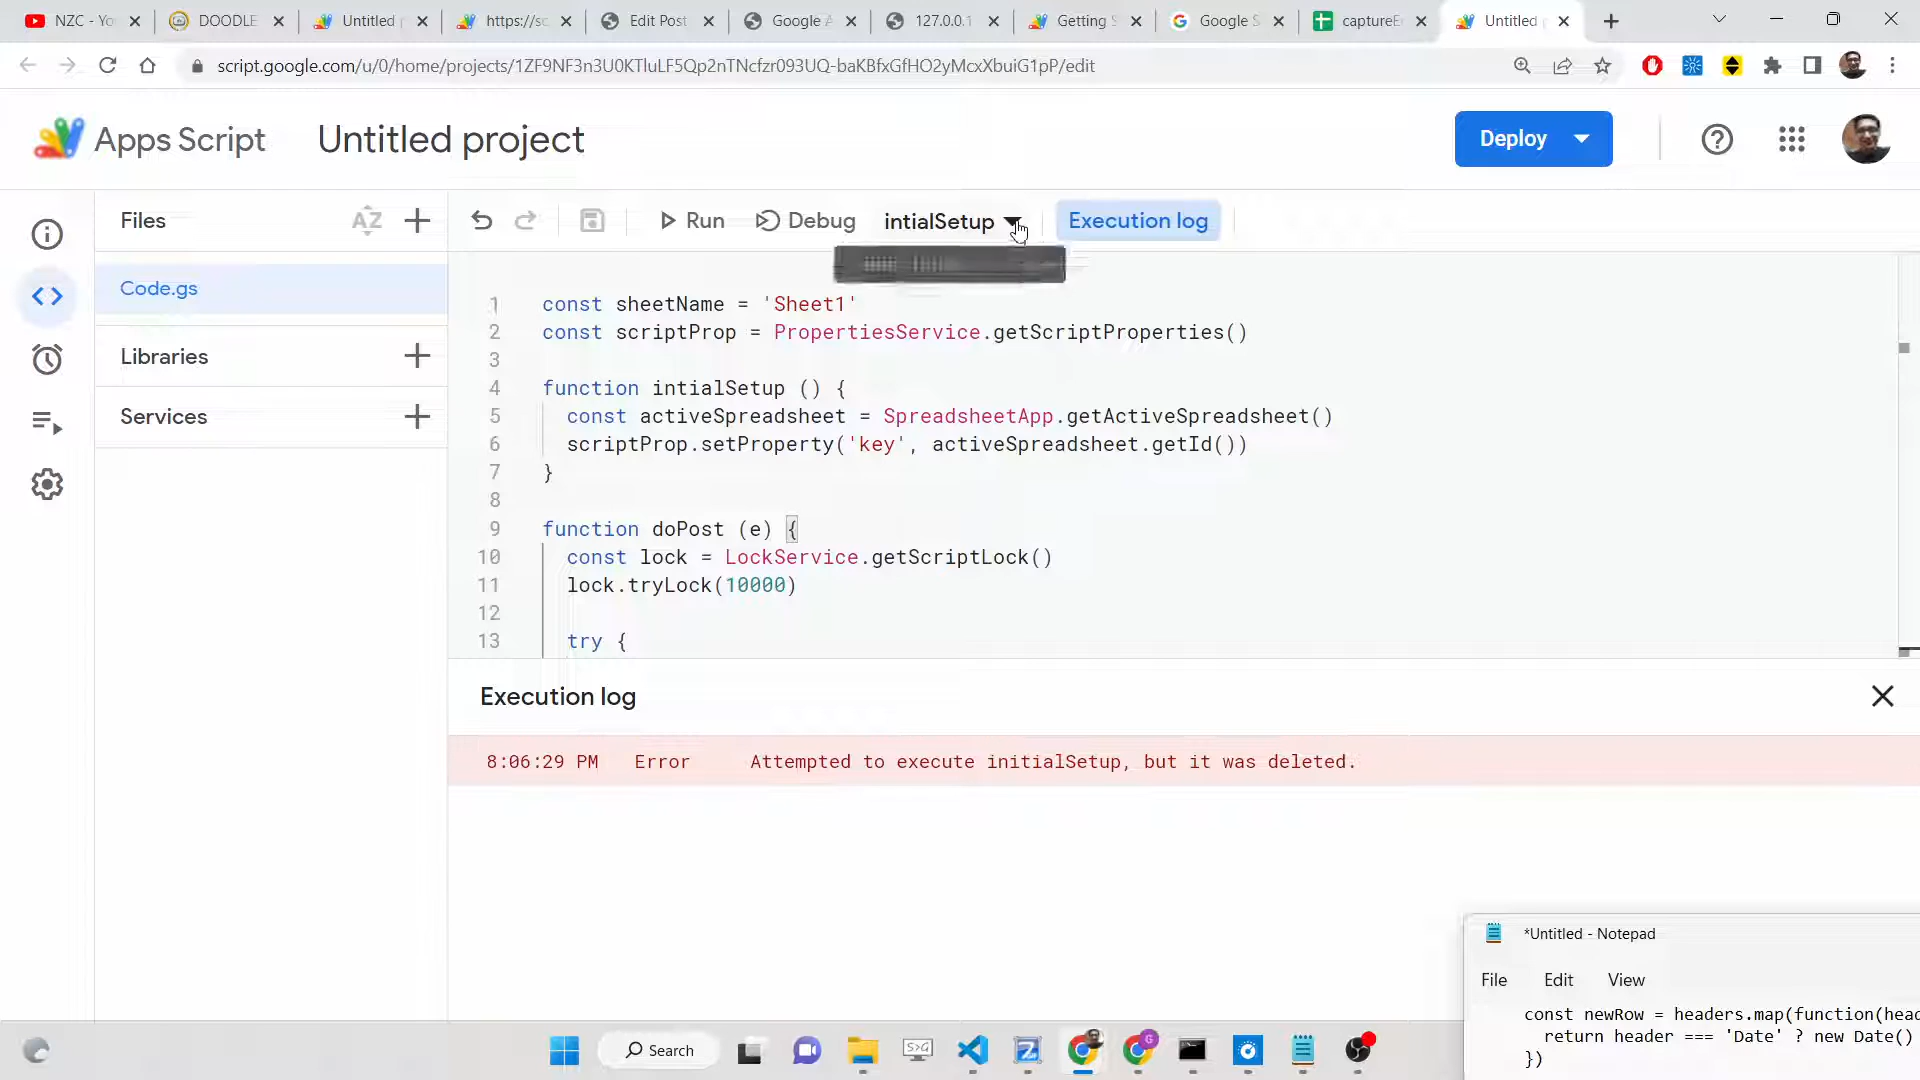 NZC - Yo
DOODLE
Untitled p
https://sc
Edit Post
Google A
127.0.0.1
Getting S
Google S
captureE
Untitled p
script.google.com/u/0/home/projects/1ZF9NF3n3U0KTluLF5Qp2nTNcfzr093UQ-baKBfxGfHO2yMcxXbuiG1pP/edit
Apps Script
Untitled project
Deploy
Files
AZ
Run
Debug
intialSetup
Execution log
Code.gs
Libraries
Services
1 const sheetName = 'Sheet1'
2 const scriptProp = PropertiesService.getScriptProperties()
3
4 function intialSetup () {
5 const activeSpreadsheet = SpreadsheetApp.getActiveSpreadsheet()
6 scriptProp.setProperty('key', activeSpreadsheet.getId())
7 }
8
9 function doPost (e) {
10 const lock = LockService.getScriptLock()
11 lock.tryLock(10000)
12
13 try {
Execution log
8:06:29 PM Error Attempted to execute initialSetup, but it was deleted.
*Untitled - Notepad
File Edit View
const newRow = headers.map(function(head
return header === 'Date' ? new Date()
})
Search